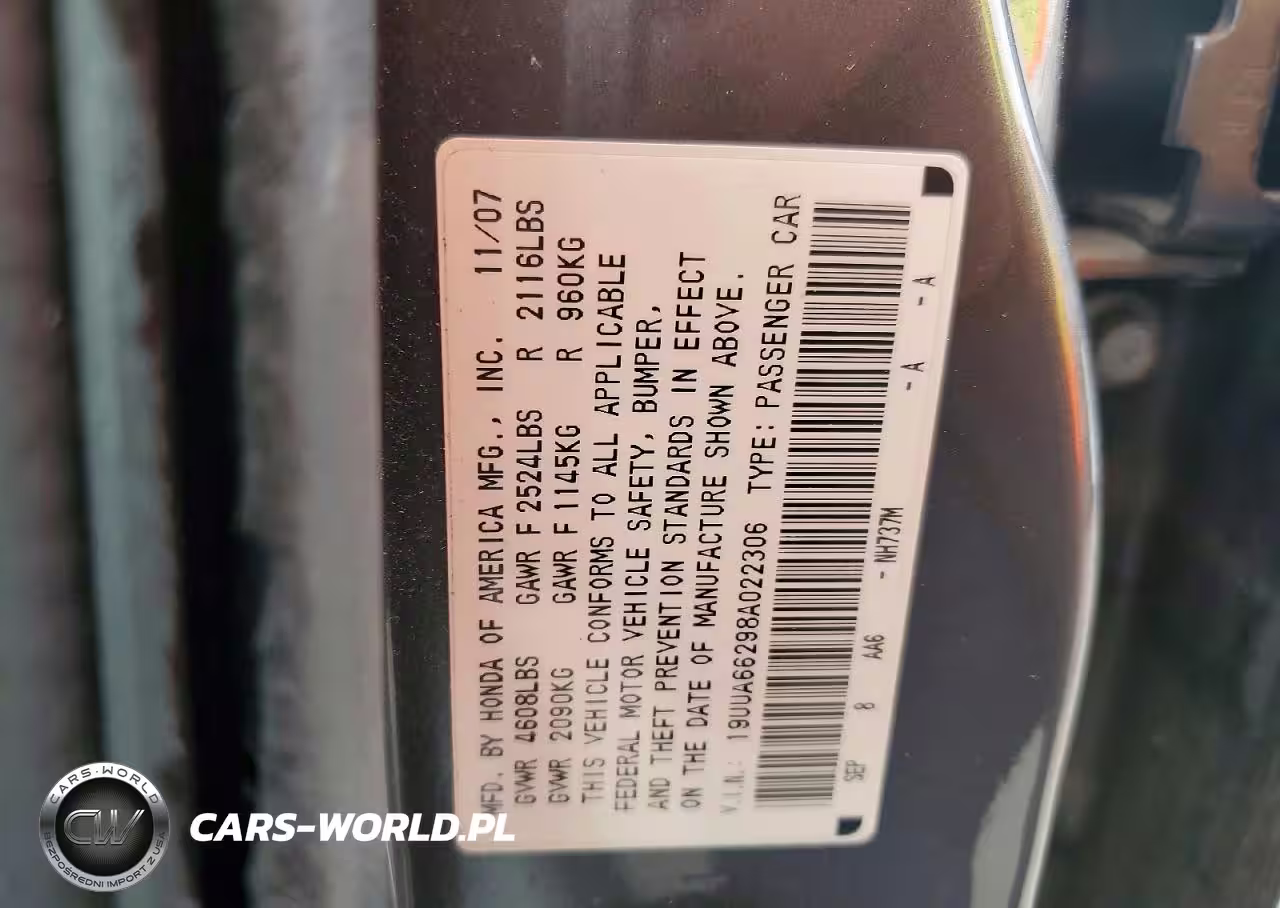 MFD. BY HONDA OF AMERICA MFG., INC. 11/07
GVWR 4608LBS GAWR F 2524LBS R 2116LBS
GVWR 2090KG GAWR F 1145KG R 960KG
THIS VEHICLE CONFORMS TO ALL APPLICABLE
FEDERAL MOTOR VEHICLE SAFETY, BUMPER,
AND THEFT PREVENTION STANDARDS IN EFFECT
ON THE DATE OF MANUFACTURE SHOWN ABOVE.
V.I.N.: 19UUA66298A022306 TYPE: PASSENGER CAR
SEP 8 AA6 - NH737M - A - A
CARS-WORLD
CW
BEZPOŚREDNI IMPORT Z USA
CARS-WORLD.PL